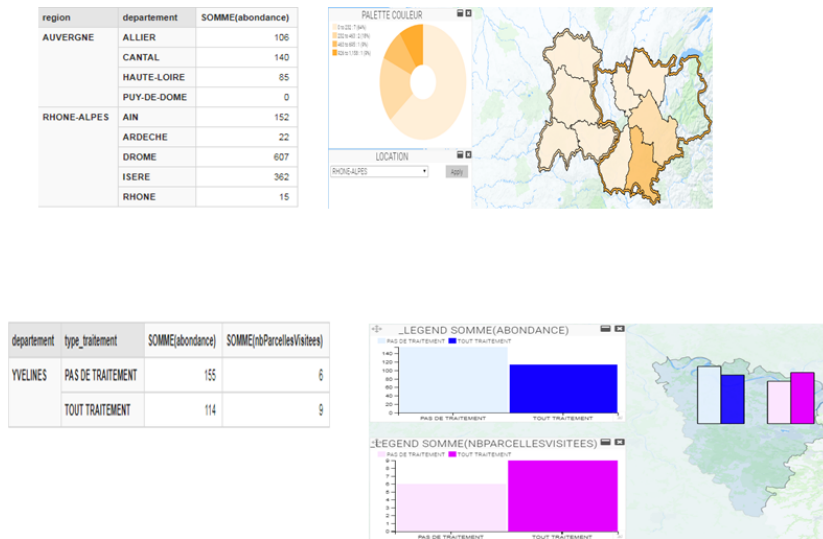 region departement SOMME(abondance)
AUVERGNE ALLIER 106
CANTAL 140
HAUTE-LOIRE 85
PUY-DE-DOME 0
RHONE-ALPES AIN 152
ARDECHE 22
DROME 607
ISERE 362
RHONE 15
PALETTE COULEUR
LOCATION
RHONE-ALPES Apply
departement type_traitement SOMME(abondance) SOMME(nbParcellesVisitees)
YVELINES PAS DE TRAITEMENT 155 6
TOUT TRAITEMENT 114 9
_LEGEND SOMME(ABONDANCE)
PAS DE TRAITEMENT TOUT TRAITEMENT
140
120
100
80
60
40
20
0
PAS DE TRAITEMENT TOUT TRAITEMENT
_LEGEND SOMME(NBPARCELLESVISITEES)
PAS DE TRAITEMENT TOUT TRAITEMENT
9
8
7
6
5
4
3
2
1
0
PAS DE TRAITEMENT TOUT TRAITEMENT